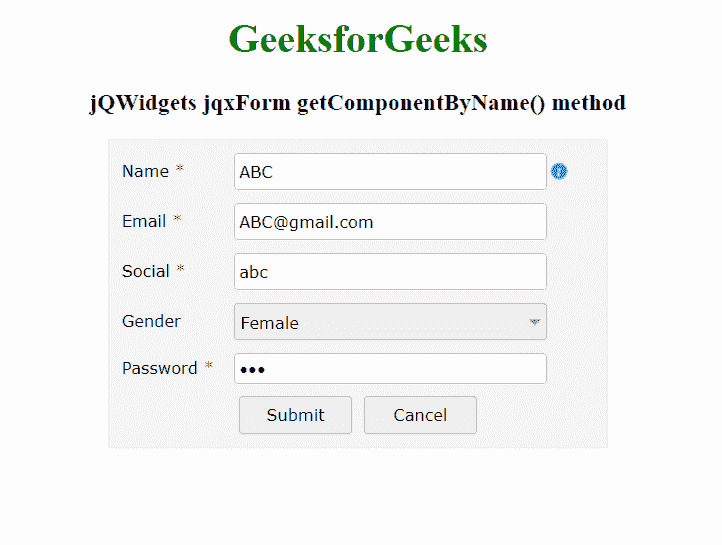 GeeksforGeeks
jQWidgets jqxForm getComponentByName() method
Name * ABC
Email * ABC@gmail.com
Social * abc
Gender Female
Password * •••
Submit Cancel